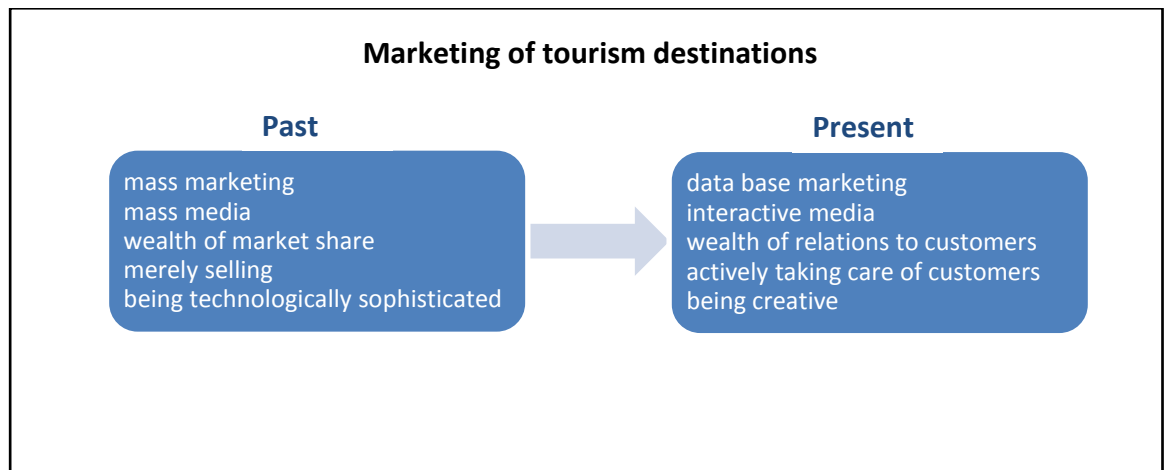 Marketing of tourism destinations
Past
mass marketing
mass media
wealth of market share
merely selling
being technologically sophisticated
Present
data base marketing
interactive media
wealth of relations to customers
actively taking care of customers
being creative